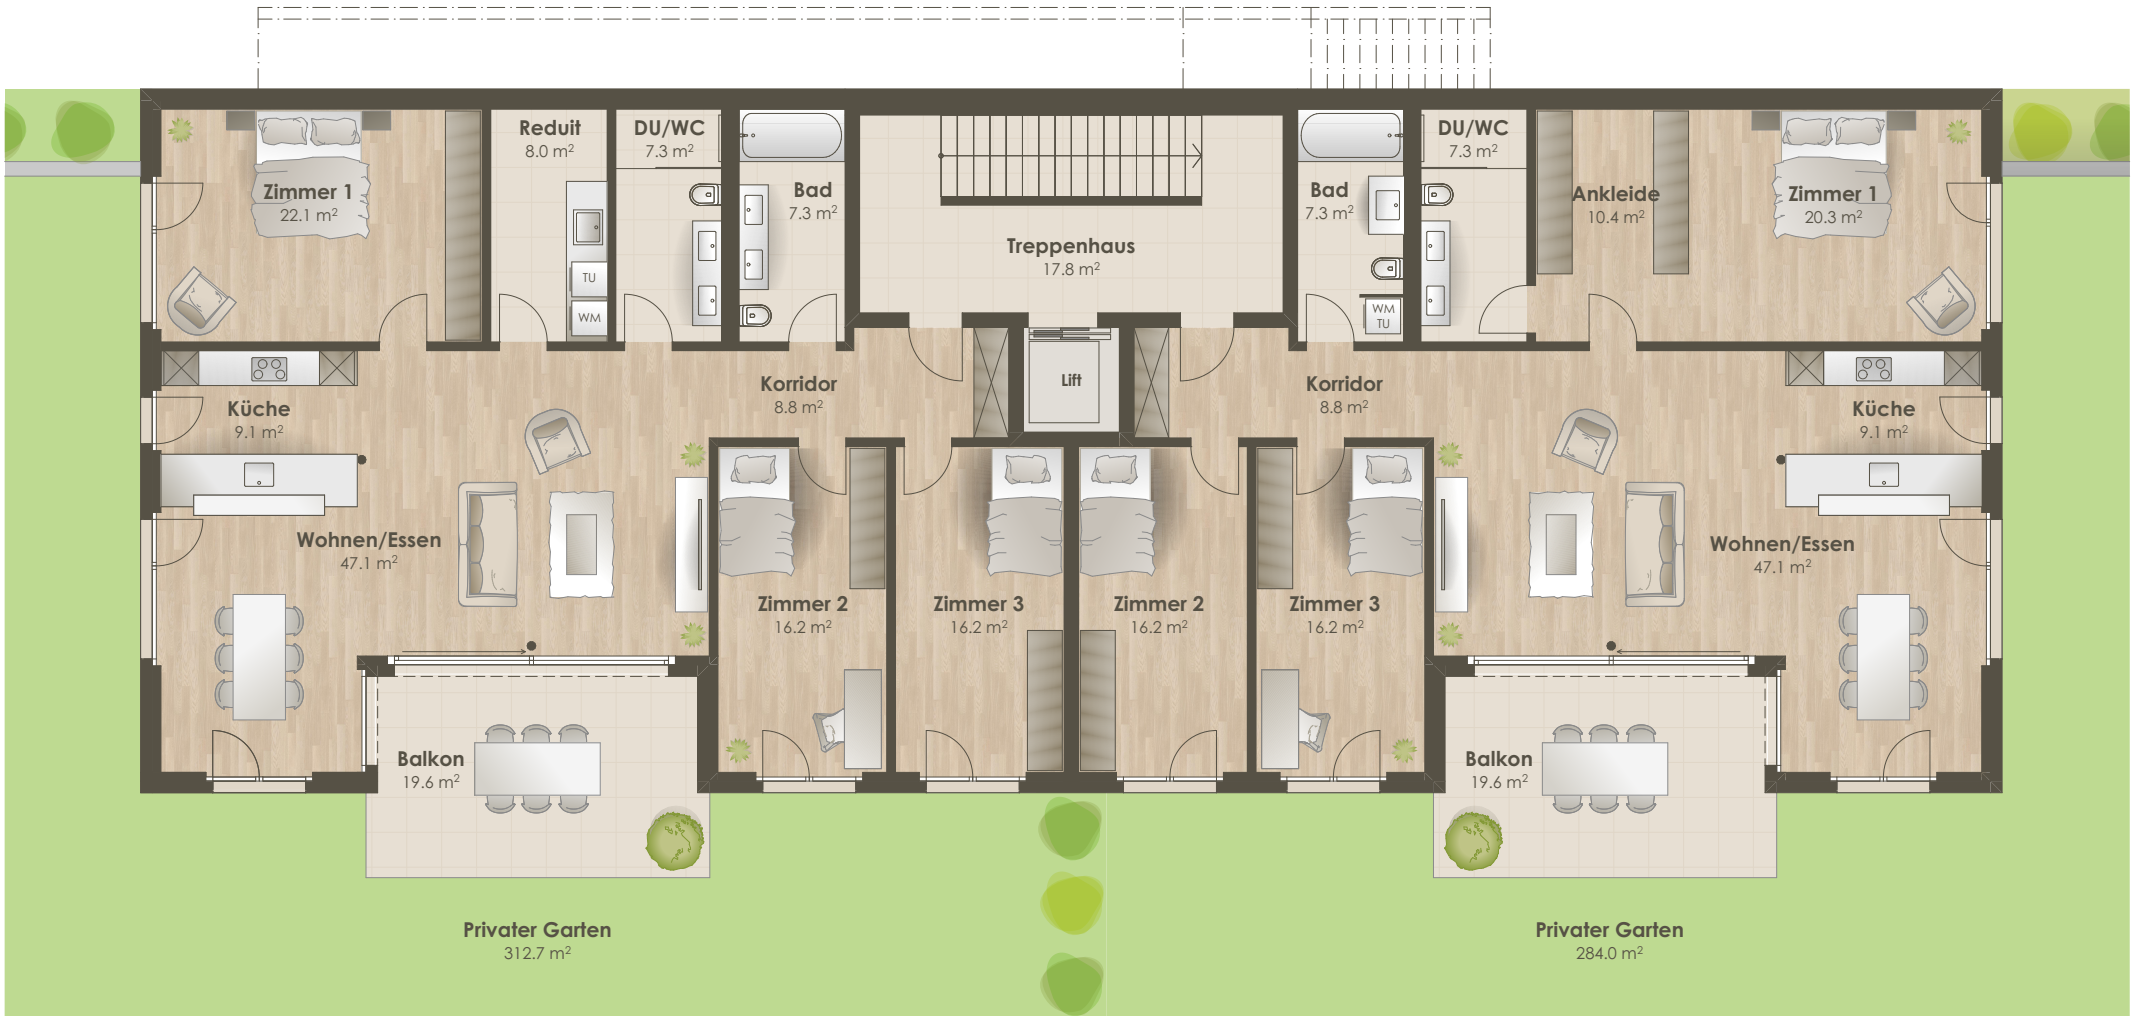 Reduit
8.0 m²
DU/WC
7.3 m²
Bad
7.3 m²
Zimmer 1
22.1 m²
TU
WM
Treppenhaus
17.8 m²
Bad
7.3 m²
DU/WC
7.3 m²
Ankleide
10.4 m²
Zimmer 1
20.3 m²
WM
TU
Küche
9.1 m²
Korridor
8.8 m²
Lift
Korridor
8.8 m²
Küche
9.1 m²
Wohnen/Essen
47.1 m²
Wohnen/Essen
47.1 m²
Zimmer 2
16.2 m²
Zimmer 3
16.2 m²
Zimmer 2
16.2 m²
Zimmer 3
16.2 m²
Balkon
19.6 m²
Balkon
19.6 m²
Privater Garten
312.7 m²
Privater Garten
284.0 m²